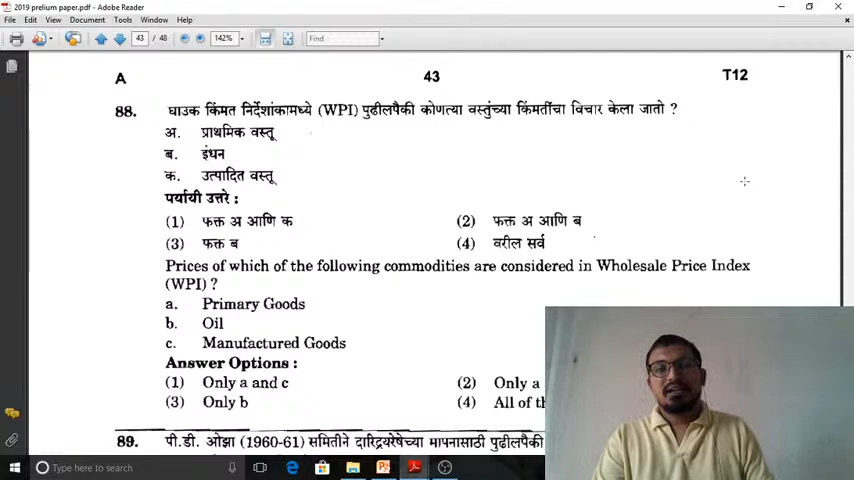 2019 prelium paper.pdf - Adobe Reader
File Edit View Document Tools Window Help
43 / 48 142% Find
A 43 T12
88. घाउक किंमत निर्देशांकामध्ये (WPI) पुढीलपैकी कोणत्या वस्तुंच्या किंमतींचा विचार केला जातो ?
अ. प्राथमिक वस्तू
ब. इंधन
क. उत्पादित वस्तू
पर्यायी उत्तरे :
(1) फक्त अ आणि क (2) फक्त अ आणि ब
(3) फक्त ब (4) वरील सर्व
Prices of which of the following commodities are considered in Wholesale Price Index
(WPI) ?
a. Primary Goods
b. Oil
c. Manufactured Goods
Answer Options :
(1) Only a and c (2) Only a
(3) Only b (4) All of
89. पी.डी. ओझा (1960-61) समितीने दारिद्र्यरेषेच्या मापनासाठी पुढीलपैकी
Type here to search